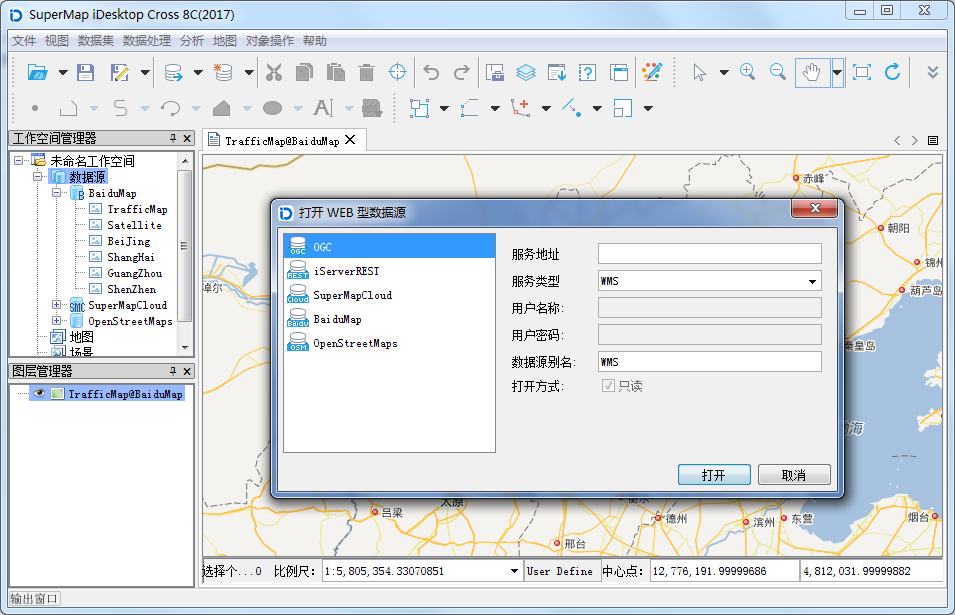 SuperMap iDesktop Cross 8C(2017)
文件 视图 数据集 数据处理 分析 地图 对象操作 帮助
工作空间管理器
TrafficMap@BaiduMap
未命名工作空间
数据源
BaiduMap
TrafficMap
Satellite
BeiJing
ShangHai
GuangZhou
ShenZhen
SuperMapCloud
OpenStreetMaps
地图
场景
图层管理器
TrafficMap@BaiduMap
赤峰
朝阳
锦州
葫芦岛
秦皇岛
渤海
打开 WEB 型数据源
OGC
iServerREST
SuperMapCloud
BaiduMap
OpenStreetMaps
服务地址
服务类型 WMS
用户名称:
用户密码:
数据源别名: WMS
打开方式: 只读
打开 取消
太原
吕梁
衡水
德州
滨州
东营
烟台
邢台
选择个...0 比例尺: 1:5,805,354.33070851 User Define 中心点: 12,776,191.99999686 4,812,031.99999882
输出窗口